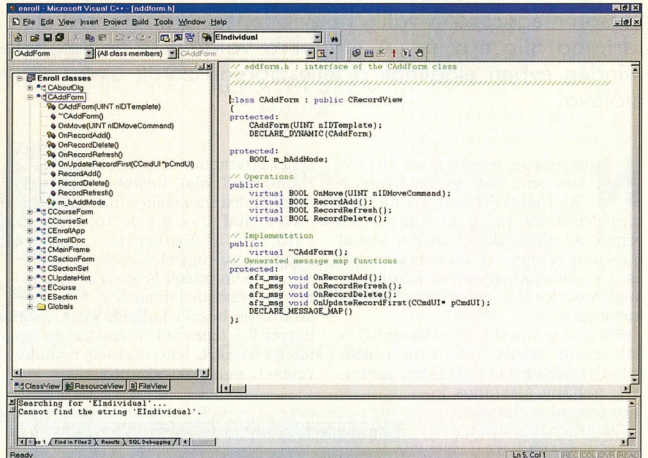 enroll - Microsoft Visual C++ - [addform.h]
File Edit View Insert Project Build Tools Window Help
EIndividual
CAddForm
(All class members)
CAddForm
Enroll classes
CAboutDlg
CAddForm
CAddForm(UINT nIDTemplate)
~CAddForm()
OnMove(UINT nIDMoveCommand)
OnRecordAdd()
OnRecordDelete()
OnRecordRefresh()
OnUpdateRecordFirst(CCmdUI *pCmdUI)
RecordAdd()
RecordDelete()
RecordRefresh()
m_bAddMode
CCourseForm
CCourseSet
CEnrollApp
CEnrollDoc
CMainFrame
CSectionForm
CSectionSet
CUpdateHint
ECourse
ESection
Globals
ClassView ResourceView FileView
// addform.h : interface of the CAddForm class
//
class CAddForm : public CRecordView
{
protected:
CAddForm(UINT nIDTemplate);
DECLARE_DYNAMIC(CAddForm)
protected:
BOOL m_bAddMode;
// Operations
public:
virtual BOOL OnMove(UINT nIDMoveCommand);
virtual BOOL RecordAdd();
virtual BOOL RecordRefresh();
virtual BOOL RecordDelete();
// Implementation
public:
virtual ~CAddForm();
// Generated message map functions
protected:
afx_msg void OnRecordAdd();
afx_msg void OnRecordRefresh();
afx_msg void OnRecordDelete();
afx_msg void OnUpdateRecordFirst(CCmdUI* pCmdUI);
DECLARE_MESSAGE_MAP()
};
Searching for 'EIndividual'...
Cannot find the string 'EIndividual'.
Find in Files 2 Results SQL Debugging
Ready
Ln 5, Col 1 REC COL OVR READ